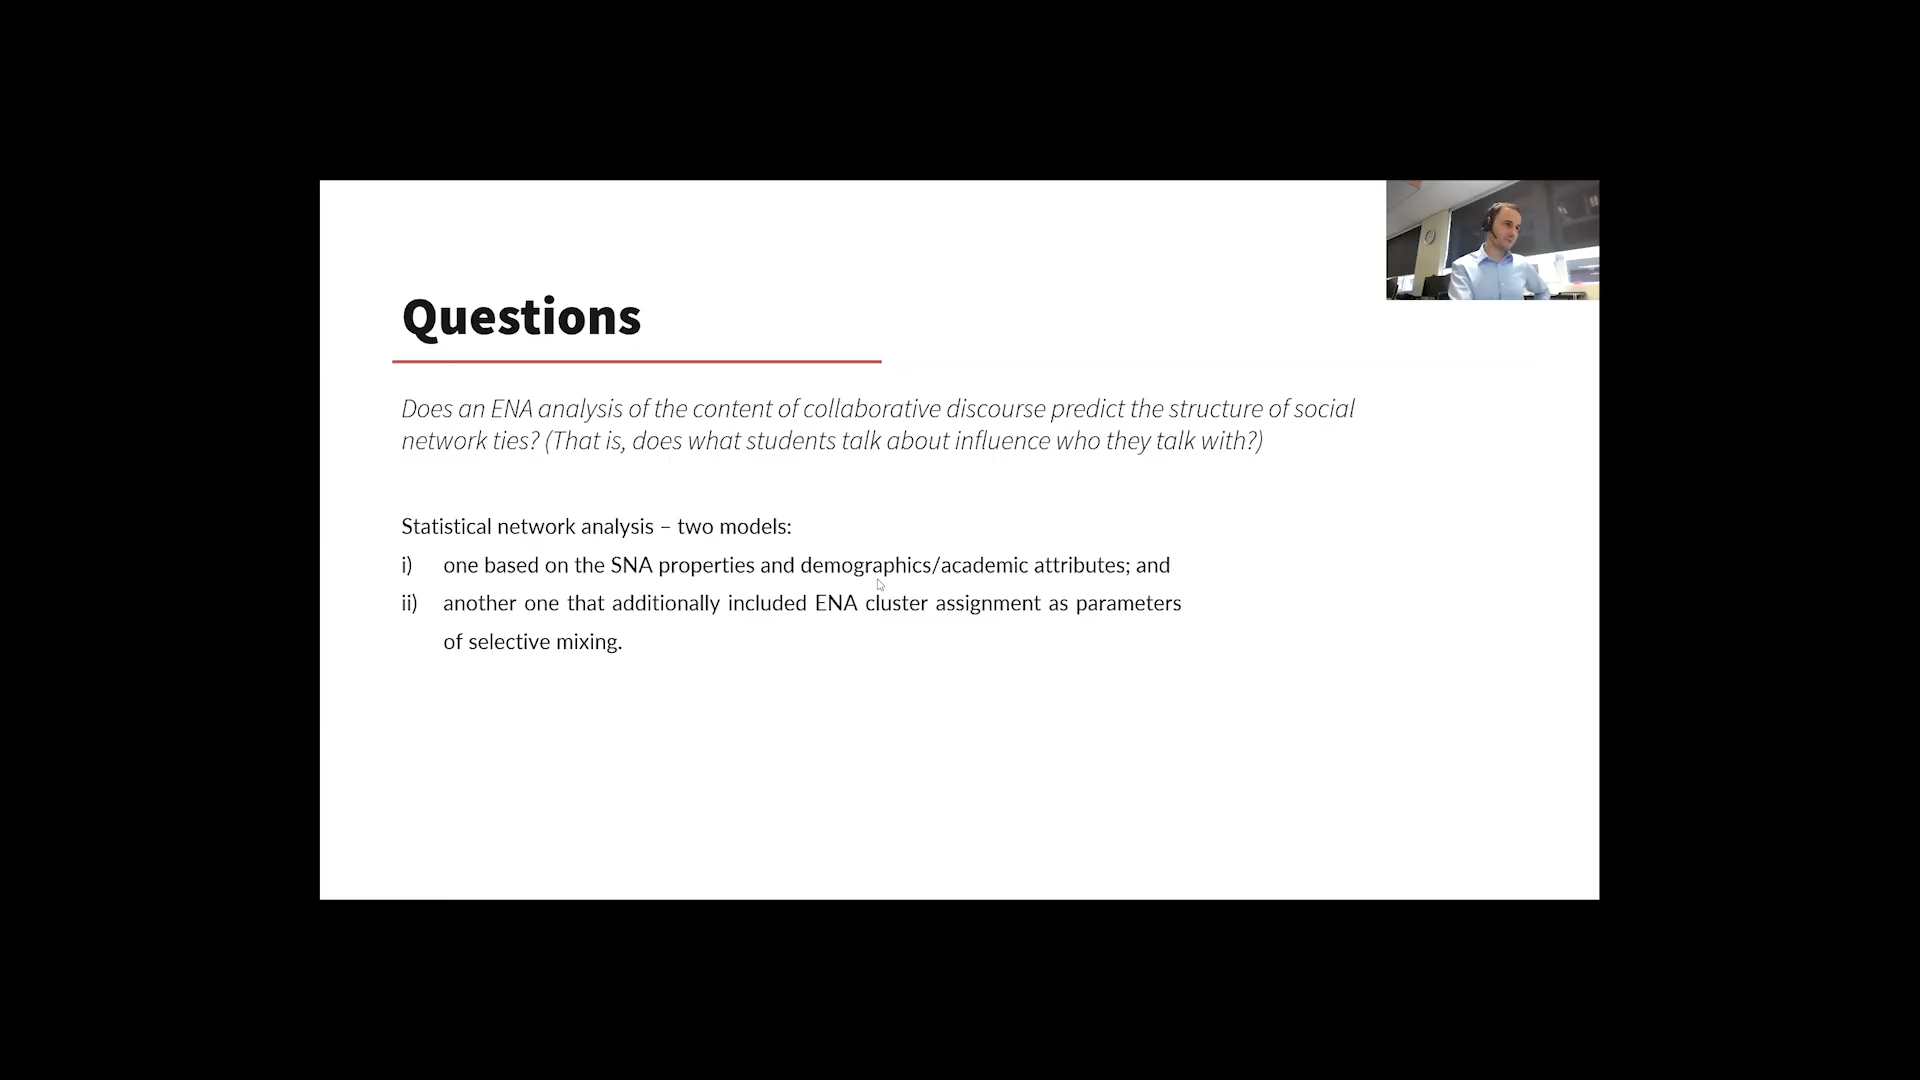 Questions
Does an ENA analysis of the content of collaborative discourse predict the structure of social
network ties? (That is, does what students talk about influence who they talk with?)
Statistical network analysis – two models:
i) one based on the SNA properties and demographics/academic attributes; and
ii) another one that additionally included ENA cluster assignment as parameters
of selective mixing.